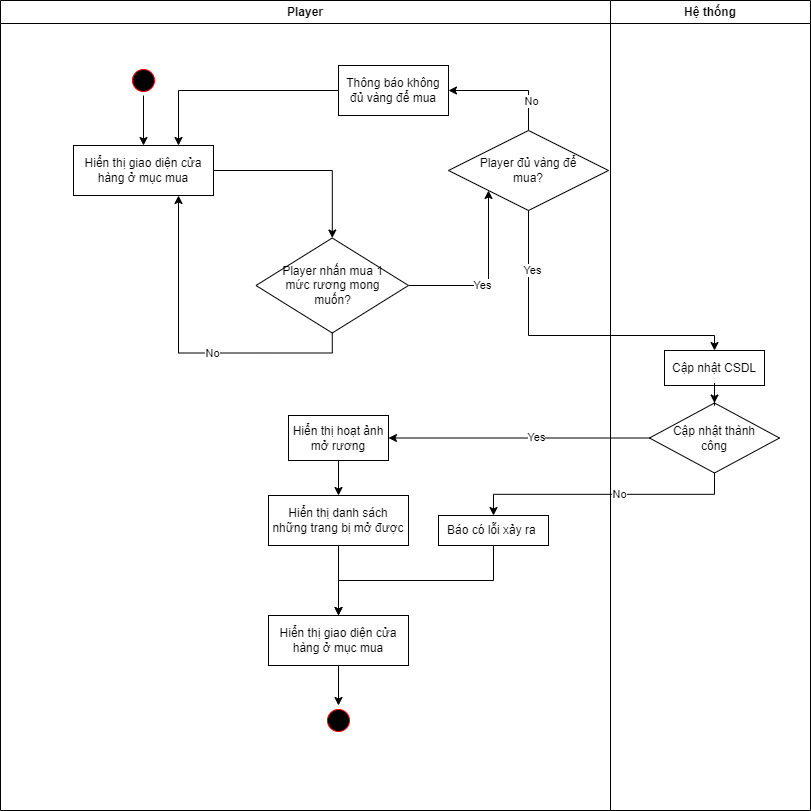 Player
Hệ thống
Thông báo không
đủ vàng để mua
No
Hiển thị giao diện cửa
hàng ở mục mua
Player đủ vàng để
mua?
Player nhấn mua 1
mức rương mong
muốn?
Yes
Yes
No
Cập nhật CSDL
Hiển thị hoạt ảnh
mở rương
Yes
Cập nhật thành
công
No
Hiển thị danh sách
những trang bị mở được
Báo có lỗi xảy ra
Hiển thị giao diện cửa
hàng ở mục mua